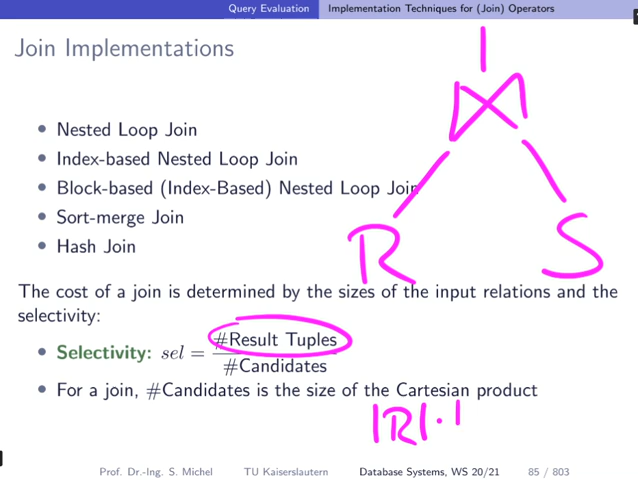 Query Evaluation Implementation Techniques for (Join) Operators
Join Implementations
• Nested Loop Join
• Index-based Nested Loop Join
• Block-based (Index-Based) Nested Loop Join
• Sort-merge Join
• Hash Join
⋈
R S
The cost of a join is determined by the sizes of the input relations and the
selectivity:
• Selectivity: sel = #Result Tuples / #Candidates
• For a join, #Candidates is the size of the Cartesian product
|R| · |
Prof. Dr.-Ing. S. Michel TU Kaiserslautern Database Systems, WS 20/21 85 / 803